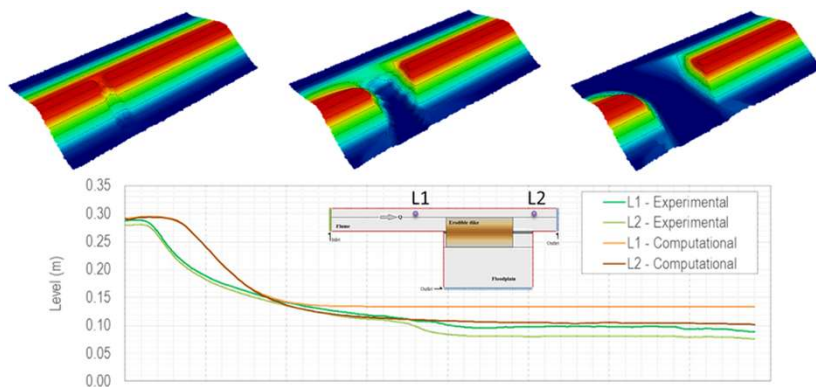 0.35
0.30
0.25
0.20
0.15
0.10
0.05
0.00
Level (m)
L1
L2
Q
Flume
Erodible dike
Inlet
Outlet
Floodplain
Outlet
L1 - Experimental
L2 - Experimental
L1 - Computational
L2 - Computational